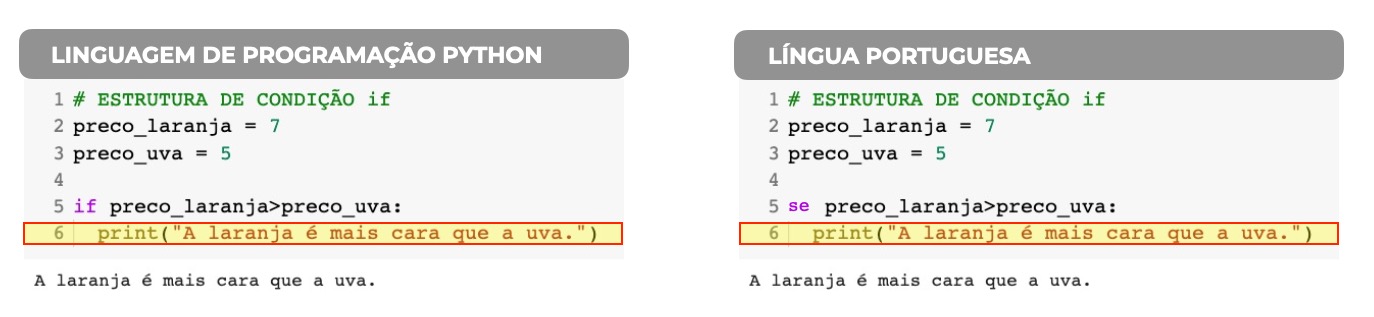 LINGUAGEM DE PROGRAMAÇÃO PYTHON
1 # ESTRUTURA DE CONDIÇÃO if
2 preco_laranja = 7
3 preco_uva = 5
4
5 if preco_laranja>preco_uva:
6   print("A laranja é mais cara que a uva.")
A laranja é mais cara que a uva.
LÍNGUA PORTUGUESA
1 # ESTRUTURA DE CONDIÇÃO if
2 preco_laranja = 7
3 preco_uva = 5
4
5 se preco_laranja>preco_uva:
6   print("A laranja é mais cara que a uva.")
A laranja é mais cara que a uva.